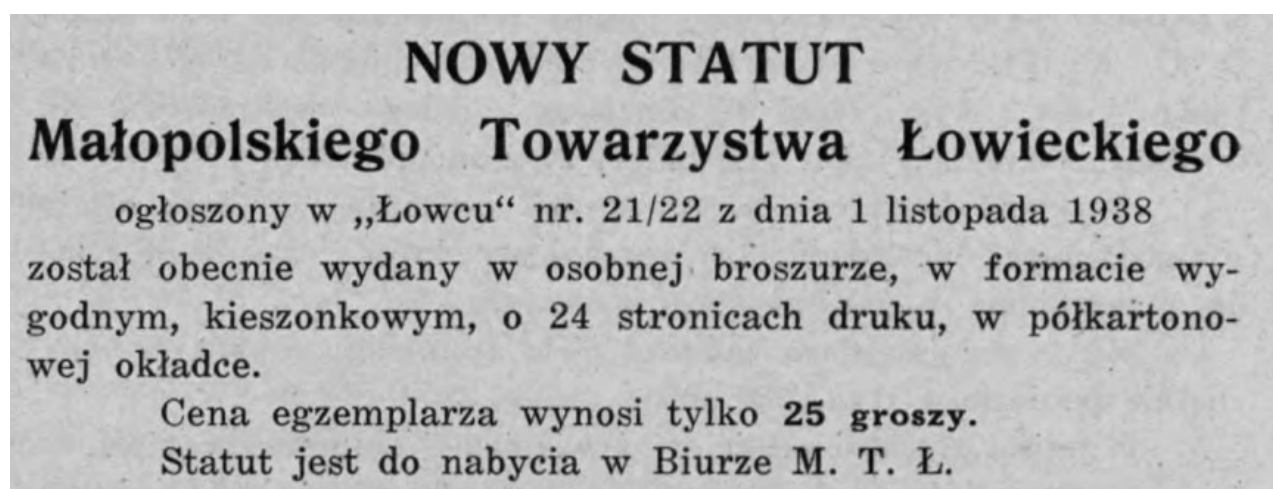 NOWY STATUT
Małopolskiego Towarzystwa Łowieckiego
ogłoszony w „Łowcu“ nr. 21/22 z dnia 1 listopada 1938
został obecnie wydany w osobnej broszurze, w formacie wy-
godnym, kieszonkowym, o 24 stronicach druku, w półkartono-
wej okładce.
Cena egzemplarza wynosi tylko 25 groszy.
Statut jest do nabycia w Biurze M. T. Ł.